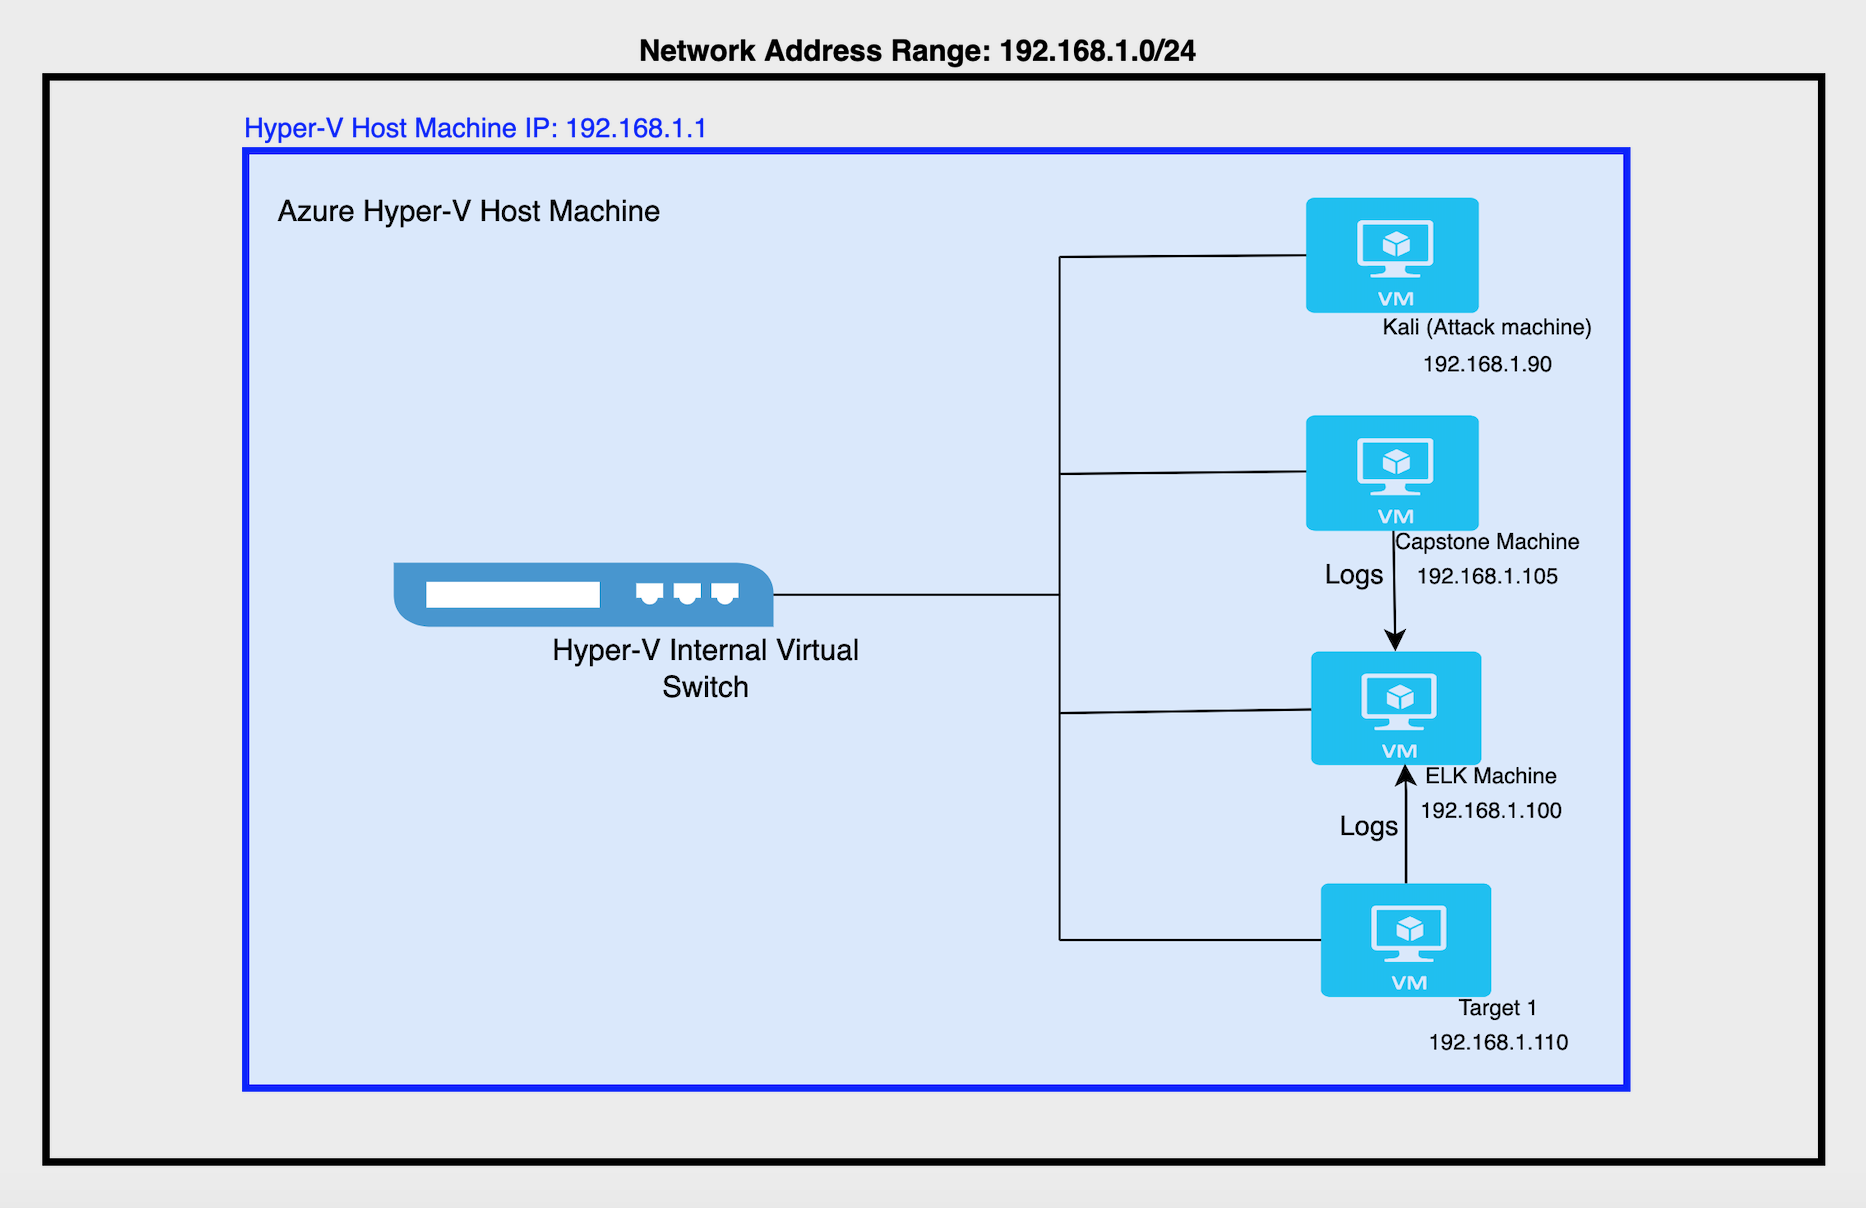 Network Address Range: 192.168.1.0/24
Hyper-V Host Machine IP: 192.168.1.1
Azure Hyper-V Host Machine
VM
Kali (Attack machine)
192.168.1.90
VM
Capstone Machine
Logs
192.168.1.105
Hyper-V Internal Virtual
Switch
VM
ELK Machine
192.168.1.100
Logs
VM
Target 1
192.168.1.110